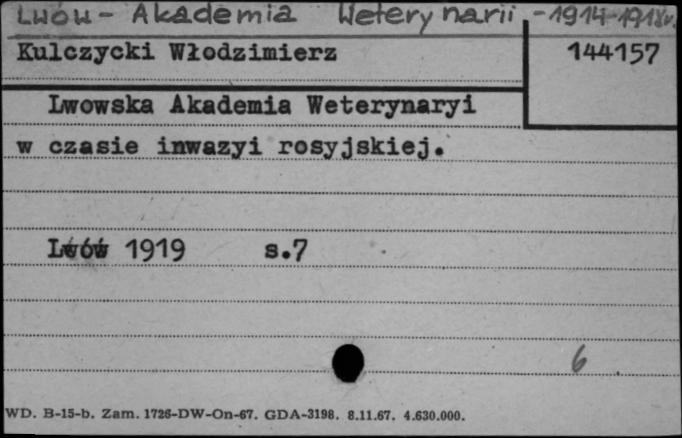 Lwów - Akademia Weterynarii - 1914-1918 r.
Kulczycki Włodzimierz
144157
Lwowska Akademia Weterynaryi
w czasie inwazyi rosyjskiej.
Lwów 1919 s.7
6
WD. B-15-b. Zam. 1726-DW-On-67. GDA-3198. 8.11.67. 4.630.000.